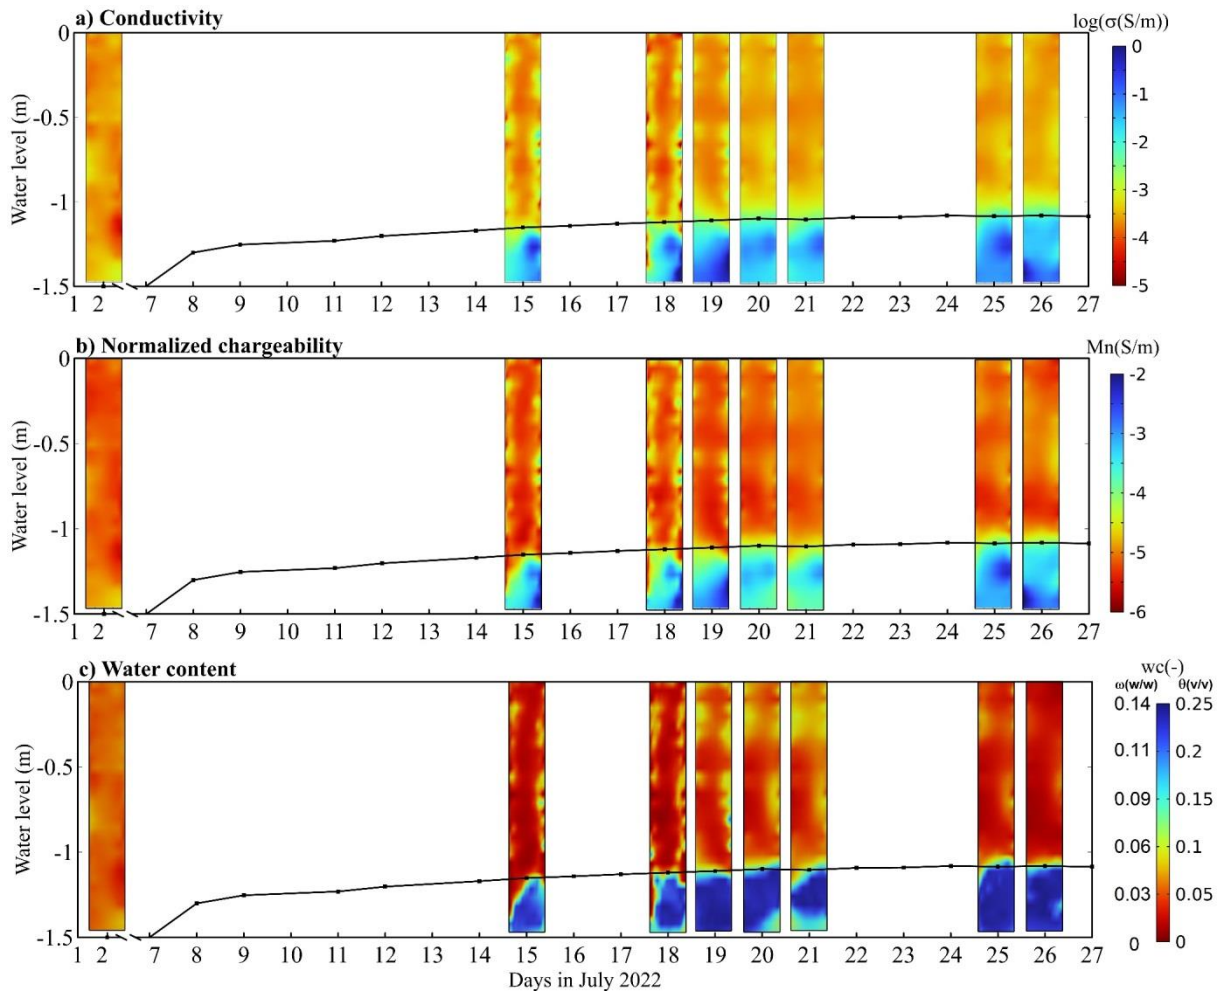 a) Conductivity
log(σ(S/m))
Water level (m)
0
-0.5
-1
-1.5
1 2 7 8 9 10 11 12 13 14 15 16 17 18 19 20 21 22 23 24 25 26 27
0
-1
-2
-3
-4
-5
b) Normalized chargeability
Mn(S/m)
Water level (m)
0
-0.5
-1
-1.5
1 2 7 8 9 10 11 12 13 14 15 16 17 18 19 20 21 22 23 24 25 26 27
-2
-3
-4
-5
-6
c) Water content
wc(-)
ω(w/w) θ(v/v)
Water level (m)
0
-0.5
-1
-1.5
1 2 7 8 9 10 11 12 13 14 15 16 17 18 19 20 21 22 23 24 25 26 27
0.14 0.25
0.11 0.2
0.09 0.15
0.06 0.1
0.03 0.05
0 0
Days in July 2022